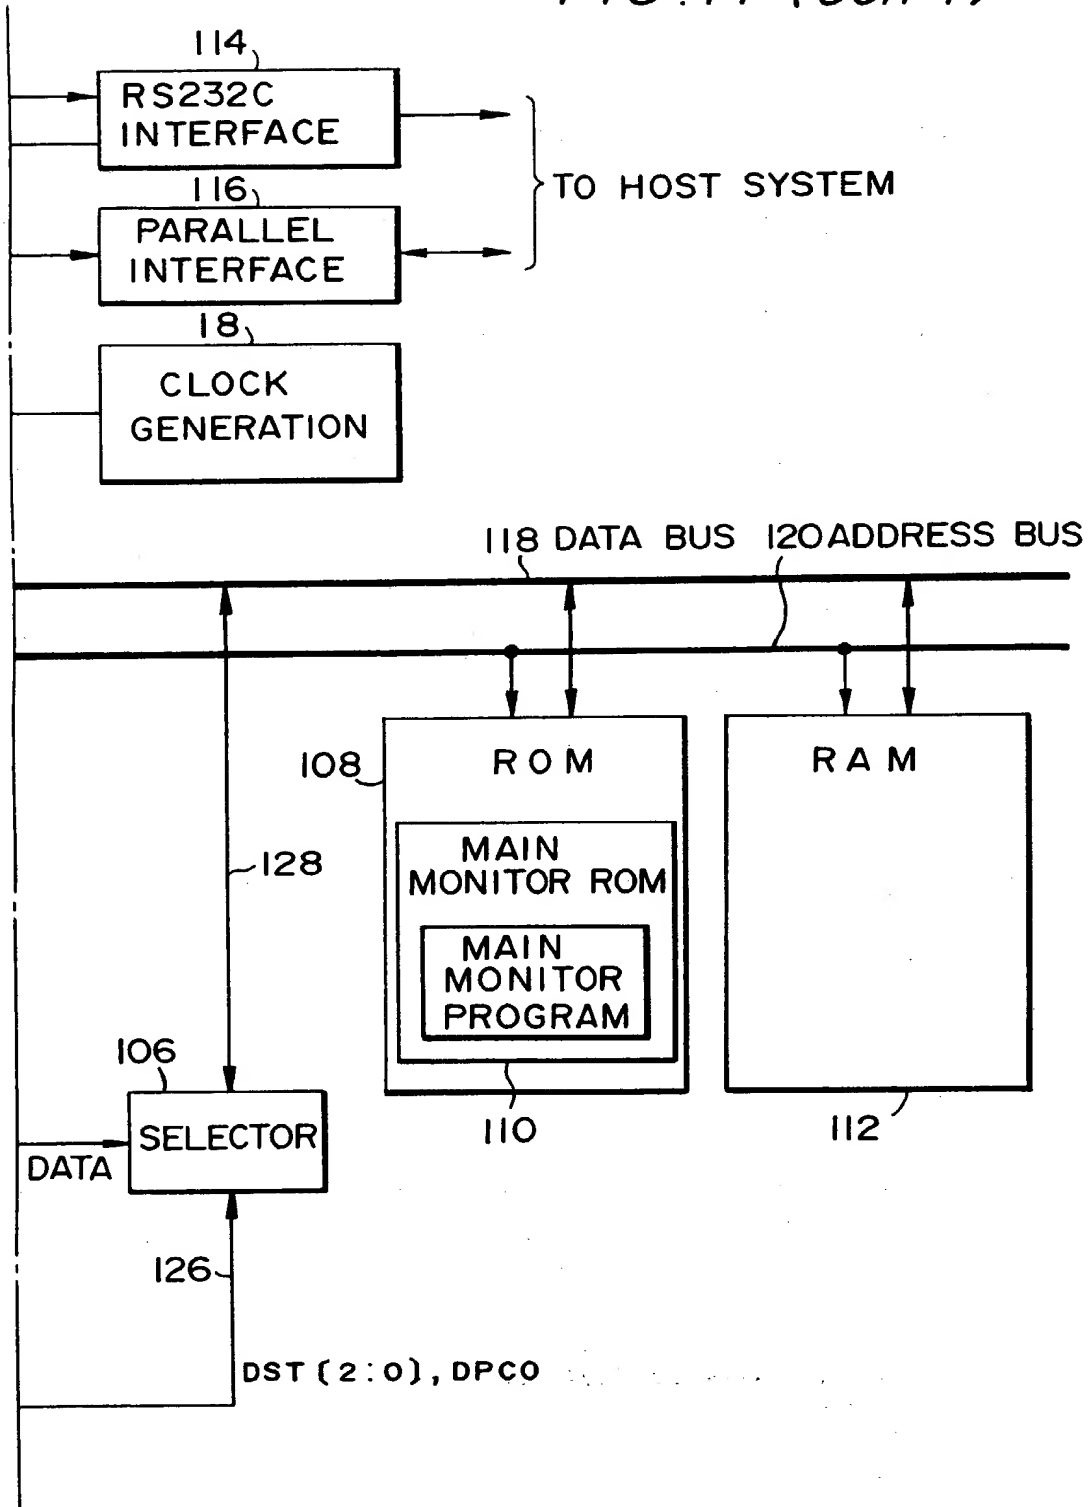 114
RS232C
INTERFACE
TO HOST SYSTEM
116
PARALLEL
INTERFACE
18
CLOCK
GENERATION
118 DATA BUS 120 ADDRESS BUS
108
ROM
RAM
MAIN
MONITOR ROM
128
MAIN
MONITOR
PROGRAM
106
SELECTOR
110
112
DATA
126
DST (2:0), DPCO